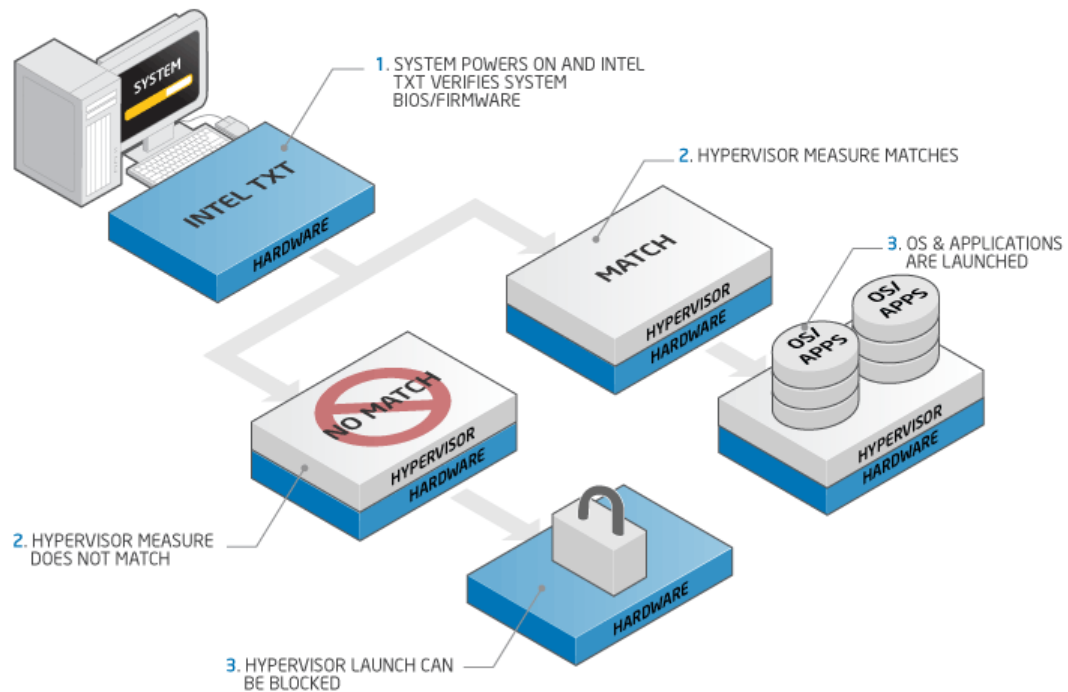 SYSTEM
1. SYSTEM POWERS ON AND INTEL
TXT VERIFIES SYSTEM
BIOS/FIRMWARE
INTEL TXT
HARDWARE
2. HYPERVISOR MEASURE MATCHES
MATCH
HYPERVISOR
HARDWARE
3. OS & APPLICATIONS
ARE LAUNCHED
OS/
APPS
OS/
APPS
HYPERVISOR
HARDWARE
NO MATCH
HYPERVISOR
HARDWARE
2. HYPERVISOR MEASURE
DOES NOT MATCH
HARDWARE
3. HYPERVISOR LAUNCH CAN
BE BLOCKED